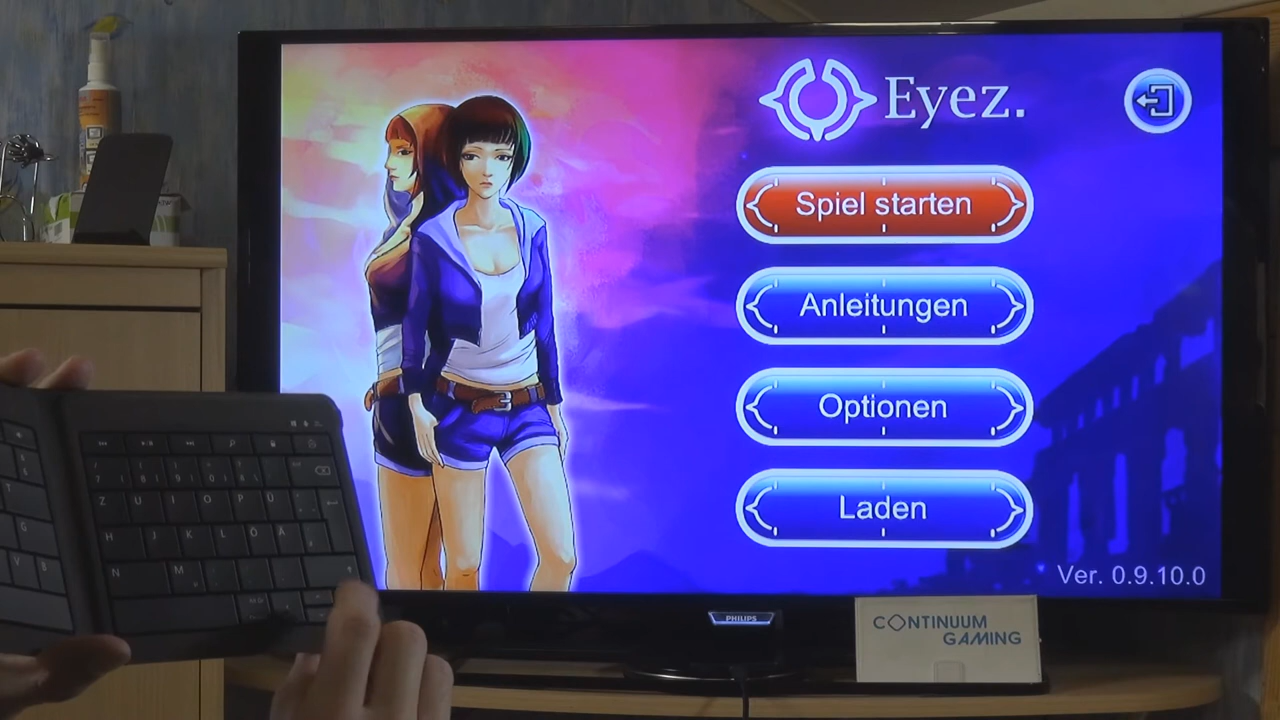 Eyez.
Spiel starten
Anleitungen
Optionen
Laden
Ver. 0.9.10.0
PHILIPS
CONTINUUM
GAMING
Z U I O P Ü
H J K L Ö Ä
N M